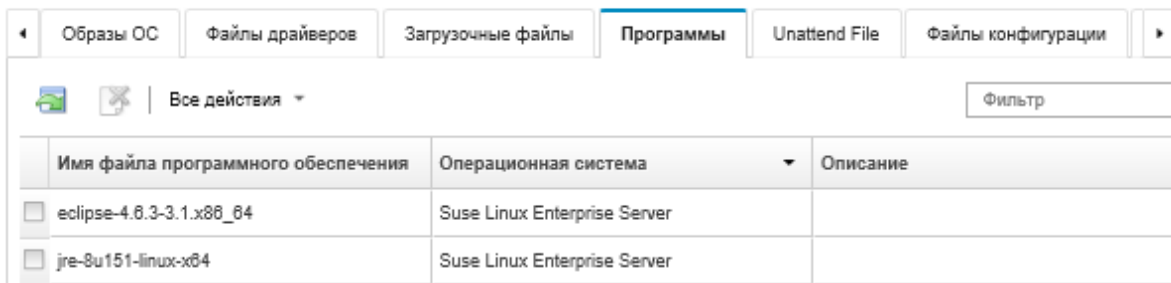 Образы ОС Файлы драйверов Загрузочные файлы Программы Unattend File Файлы конфигурации
Все действия Фильтр
Имя файла программного обеспечения Операционная система Описание
eclipse-4.6.3-3.1.x86_64 Suse Linux Enterprise Server
jre-8u151-linux-x64 Suse Linux Enterprise Server